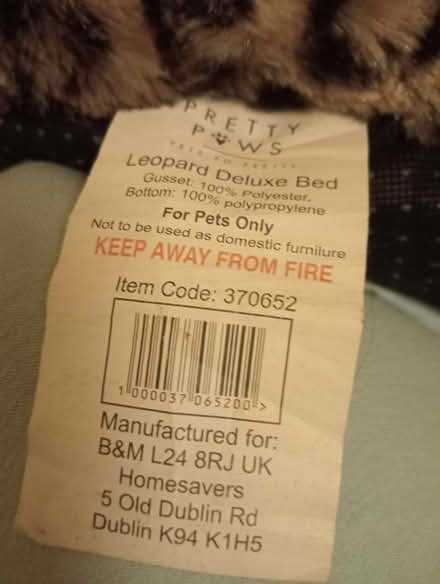 PRETTY
PAWS
Leopard Deluxe Bed
Gusset: 100% Polyester,
Bottom: 100% polypropylene
For Pets Only
Not to be used as domestic furnilure
KEEP AWAY FROM FIRE
Item Code: 370652
1 000037 065200 >
Manufactured for:
B&M L24 8RJ UK
Homesavers
5 Old Dublin Rd
Dublin K94 K1H5